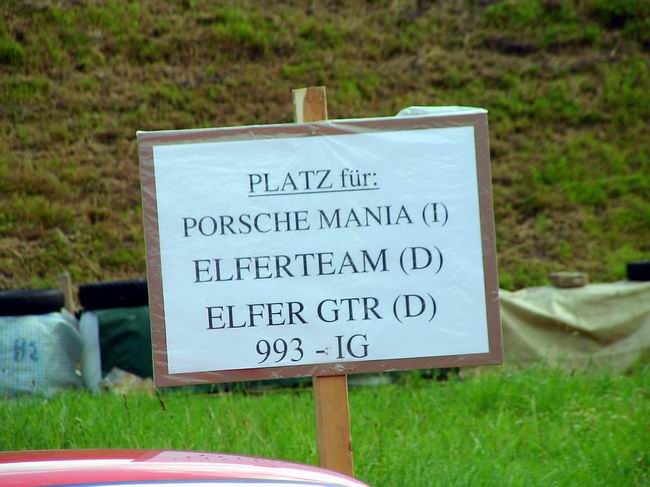 PLATZ für:
PORSCHE MANIA (I)
ELFERTEAM (D)
ELFER GTR (D)
993 - IG